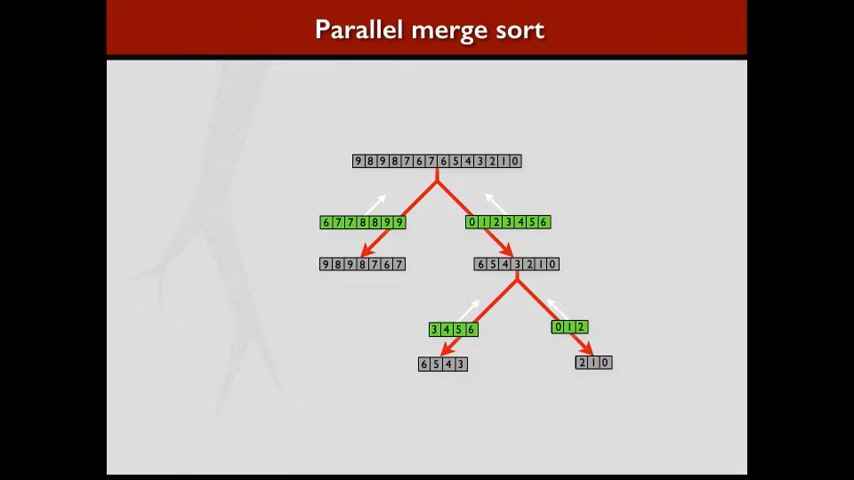 Parallel merge sort
9 8 9 8 7 6 7 6 5 4 3 2 1 0
6 7 7 8 8 9 9
0 1 2 3 4 5 6
9 8 9 8 7 6 7
6 5 4 3 2 1 0
3 4 5 6
0 1 2
6 5 4 3
2 1 0